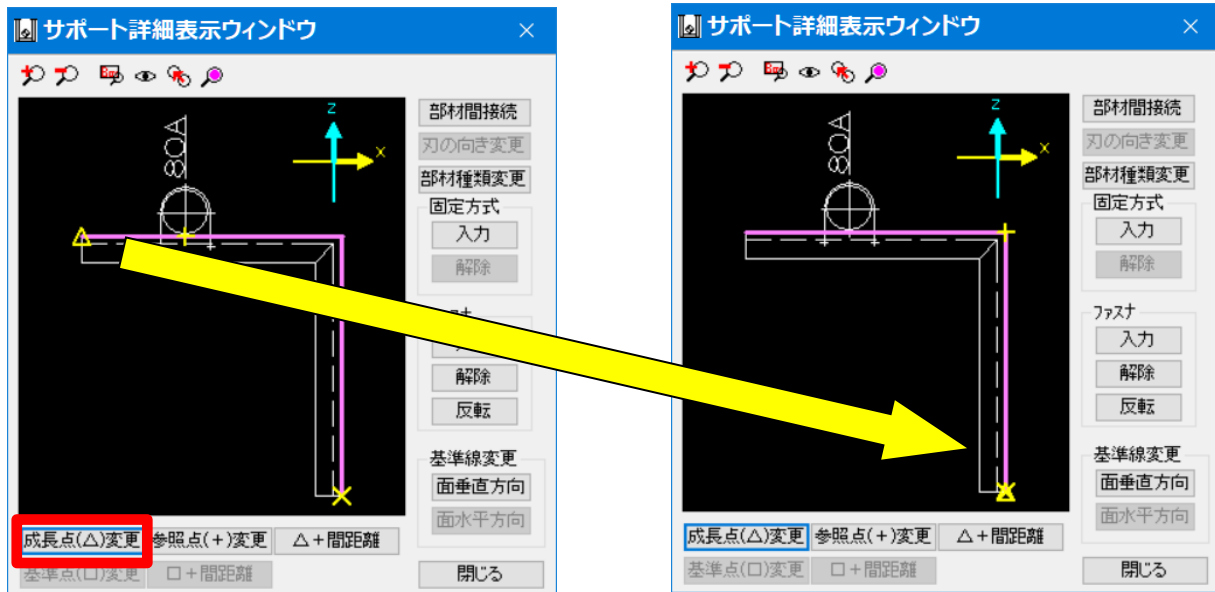 サポート詳細表示ウィンドウ
80A
Z
X
部材間接続
刃の向き変更
部材種類変更
固定方式
入力
解除
解除
反転
基準線変更
面垂直方向
面水平方向
成長点(△)変更 参照点(+)変更 △+間距離
基準点(□)変更 □+間距離 閉じる
サポート詳細表示ウィンドウ
80A
Z
X
部材間接続
刃の向き変更
部材種類変更
固定方式
入力
解除
ファスナ
入力
解除
反転
基準線変更
面垂直方向
面水平方向
成長点(△)変更 参照点(+)変更 △+間距離
基準点(□)変更 □+間距離 閉じる